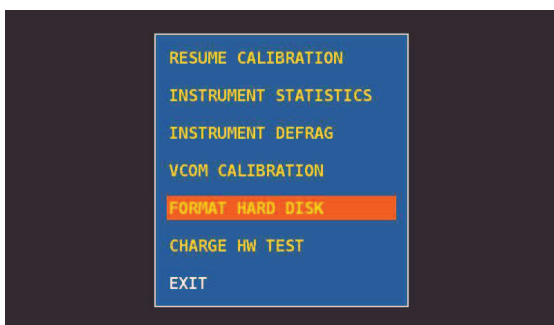 RESUME CALIBRATION
INSTRUMENT STATISTICS
INSTRUMENT DEFRAG
VCOM CALIBRATION
FORMAT HARD DISK
CHARGE HW TEST
EXIT